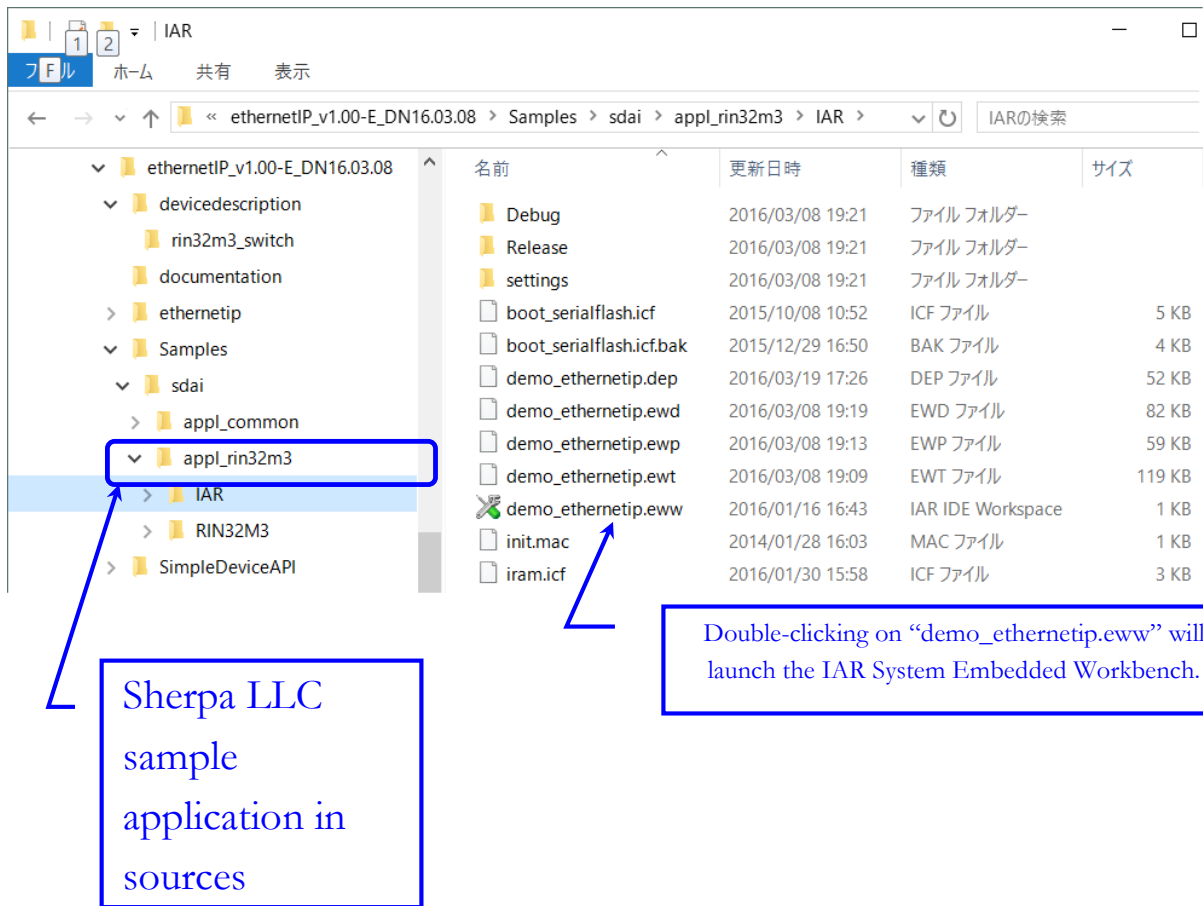 IAR
1
2
フ F ル ホーム 共有 表示
« ethernetIP_v1.00-E_DN16.03.08 > Samples > sdai > appl_rin32m3 > IAR >
IARの検索
ethernetIP_v1.00-E_DN16.03.08
devicedescription
rin32m3_switch
documentation
ethernetip
Samples
sdai
appl_common
appl_rin32m3
IAR
RIN32M3
SimpleDeviceAPI
名前 更新日時 種類 サイズ
Debug 2016/03/08 19:21 ファイル フォルダー
Release 2016/03/08 19:21 ファイル フォルダー
settings 2016/03/08 19:21 ファイル フォルダー
boot_serialflash.icf 2015/10/08 10:52 ICF ファイル 5 KB
boot_serialflash.icf.bak 2015/12/29 16:50 BAK ファイル 4 KB
demo_ethernetip.dep 2016/03/19 17:26 DEP ファイル 52 KB
demo_ethernetip.ewd 2016/03/08 19:19 EWD ファイル 82 KB
demo_ethernetip.ewp 2016/03/08 19:13 EWP ファイル 59 KB
demo_ethernetip.ewt 2016/03/08 19:09 EWT ファイル 119 KB
demo_ethernetip.eww 2016/01/16 16:43 IAR IDE Workspace 1 KB
init.mac 2014/01/28 16:03 MAC ファイル 1 KB
iram.icf 2016/01/30 15:58 ICF ファイル 3 KB
Double-clicking on “demo_ethernetip.eww” will
launch the IAR System Embedded Workbench.
Sherpa LLC
sample
application in
sources